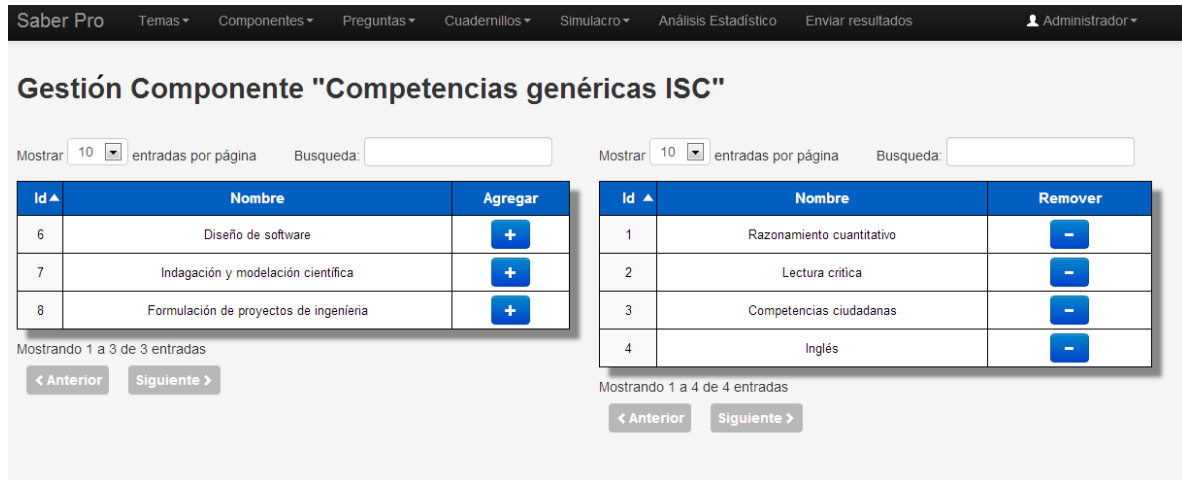 Saber Pro Temas Componentes Preguntas Cuadernillos Simulacro Análisis Estadístico Enviar resultados Administrador
Gestión Componente "Competencias genéricas ISC"
Mostrar 10 entradas por página Busqueda:
Id Nombre Agregar
6 Diseño de software +
7 Indagación y modelación científica +
8 Formulación de proyectos de ingeníeria +
Mostrando 1 a 3 de 3 entradas
Anterior Siguiente
Mostrar 10 entradas por página Busqueda:
Id Nombre Remover
1 Razonamiento cuantitativo -
2 Lectura crítica -
3 Competencias ciudadanas -
4 Inglés -
Mostrando 1 a 4 de 4 entradas
Anterior Siguiente